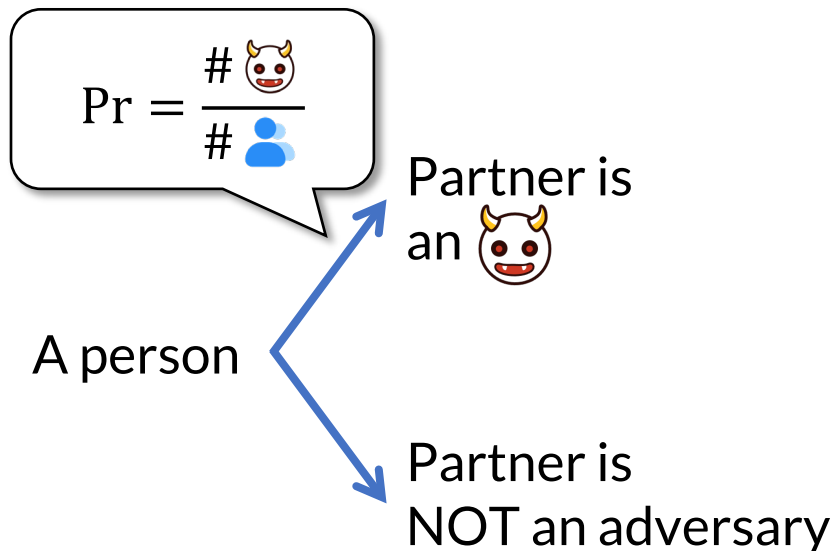 Pr = #
#
Partner is
an
A person
Partner is
NOT an adversary